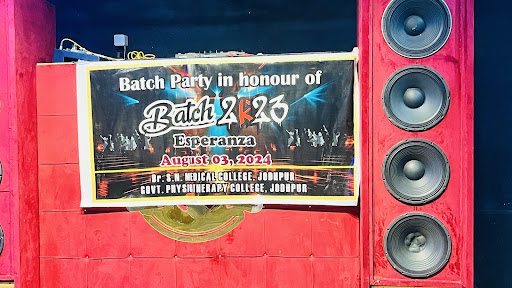 Batch Party in honour of
Batch 2k23
Esperanza
August 03, 2024
Dr. S.N. MEDICAL COLLEGE, JODHPUR
GOVT. PHYSIOTHERAPY COLLEGE, JODHPUR